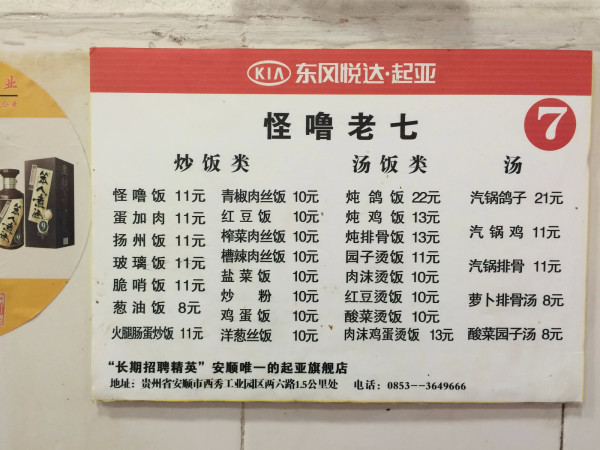 KIA 东风悦达·起亚
怪噜老七
7
炒饭类
怪噜饭 11元
蛋加肉 11元
扬州饭 11元
玻璃饭 11元
脆哨饭 11元
葱油饭 8元
火腿肠蛋炒饭 11元
青椒肉丝饭 10元
红豆饭 10元
榨菜肉丝饭 10元
槽辣肉丝饭 10元
盐菜饭 10元
炒粉 10元
鸡蛋饭 10元
洋葱丝饭 10元
汤饭类
炖鸽饭 22元
炖鸡饭 13元
炖排骨饭 13元
园子烫饭 11元
肉沫烫饭 10元
红豆烫饭 10元
酸菜烫饭 10元
肉沫鸡蛋烫饭 13元
汤
汽锅鸽子 21元
汽锅鸡 11元
汽锅排骨 11元
萝卜排骨汤 8元
酸菜园子汤 8元
“长期招聘精英”安顺唯一的起亚旗舰店
地址：贵州省安顺市西秀工业园区两六路1.5公里处 电话：0853--3649666
业